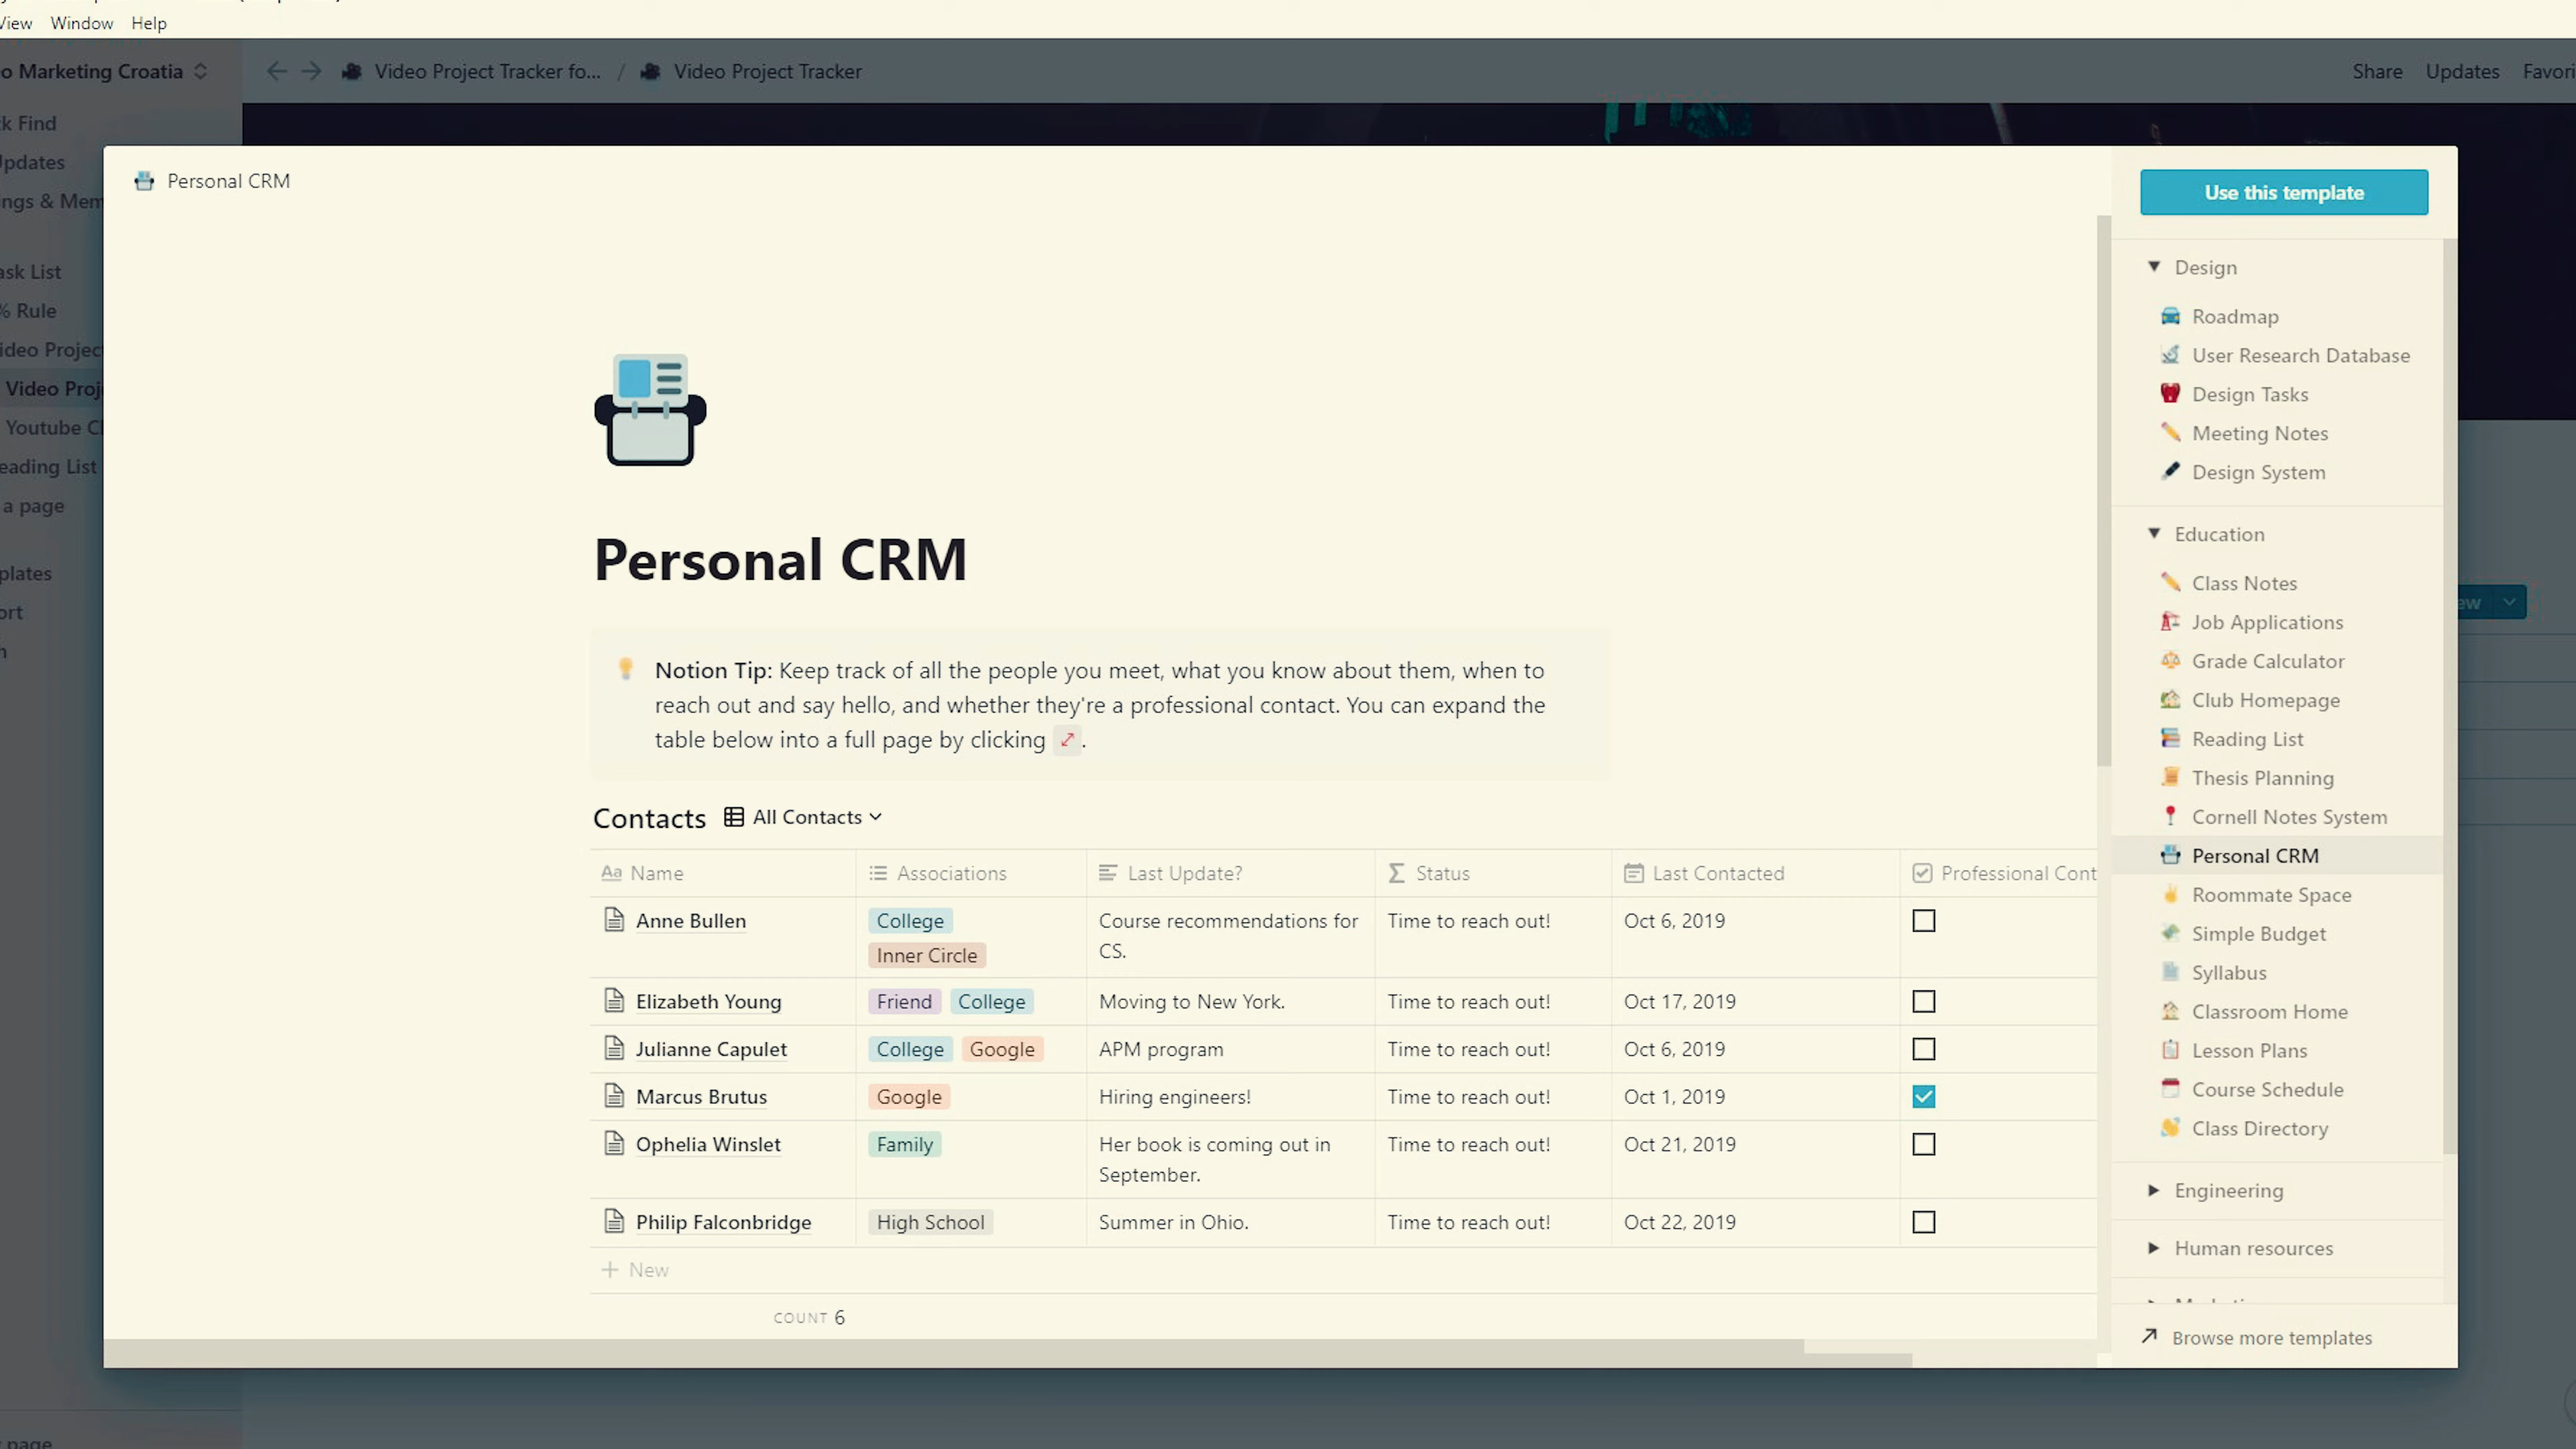 View Window Help
o Marketing Croatia
Video Project Tracker fo... / Video Project Tracker
Share Updates Favori
k Find
Updates
ngs & Mem
ask List
% Rule
ideo Project
Video Proj
Youtube C
eading List
a page
plates
ort
n
page
ew
Personal CRM
Personal CRM
Notion Tip: Keep track of all the people you meet, what you know about them, when to
reach out and say hello, and whether they're a professional contact. You can expand the
table below into a full page by clicking .
Contacts All Contacts
Aa Name Associations Last Update? Status Last Contacted Professional Cont
Anne Bullen College Time to reach out! Oct 6, 2019
Inner Circle Course recommendations for
CS.
Elizabeth Young Friend College Moving to New York. Time to reach out! Oct 17, 2019
Julianne Capulet College Google APM program Time to reach out! Oct 6, 2019
Marcus Brutus Google Hiring engineers! Time to reach out! Oct 1, 2019
Ophelia Winslet Family Her book is coming out in Time to reach out! Oct 21, 2019
September.
Philip Falconbridge High School Summer in Ohio. Time to reach out! Oct 22, 2019
+ New
COUNT 6
Use this template
Design
Roadmap
User Research Database
Design Tasks
Meeting Notes
Design System
Education
Class Notes
Job Applications
Grade Calculator
Club Homepage
Reading List
Thesis Planning
Cornell Notes System
Personal CRM
Roommate Space
Simple Budget
Syllabus
Classroom Home
Lesson Plans
Course Schedule
Class Directory
Engineering
Human resources
Browse more templates